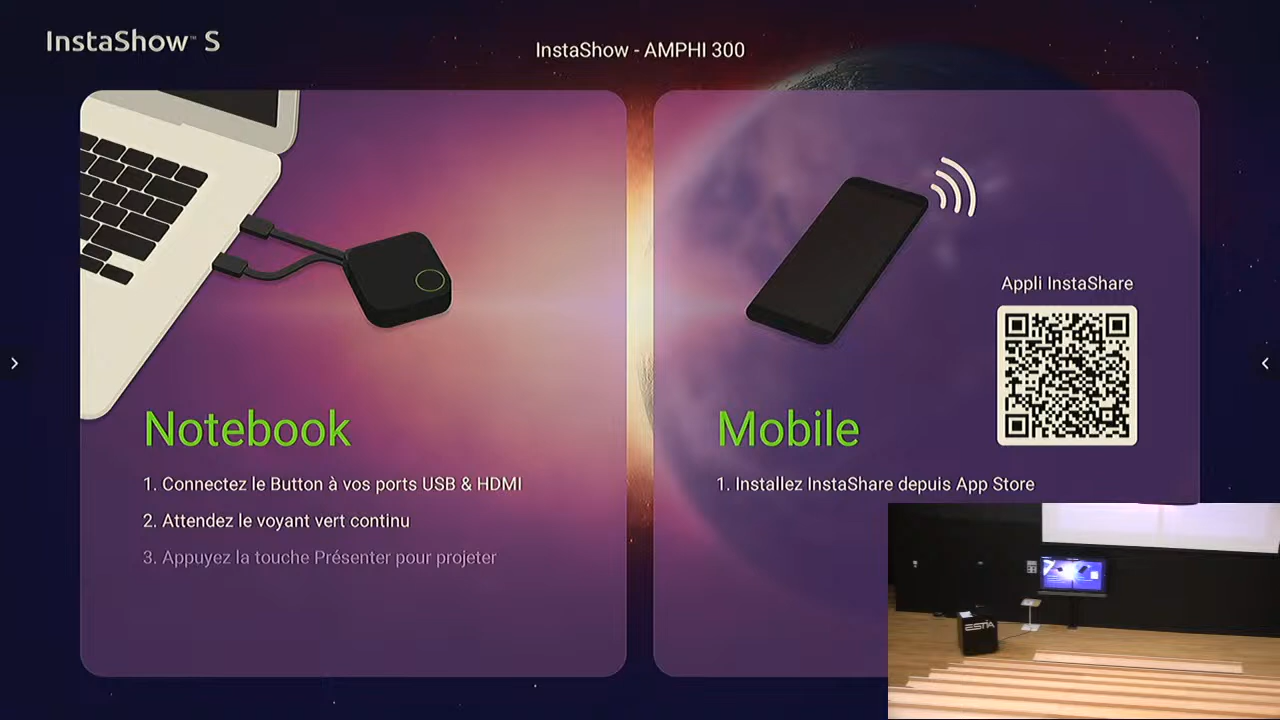 InstaShow™ S
InstaShow - AMPHI 300
Notebook
1. Connectez le Button à vos ports USB & HDMI
2. Attendez le voyant vert continu
3. Appuyez la touche Présenter pour projeter
Appli InstaShare
Mobile
1. Installez InstaShare depuis App Store
ESTIA